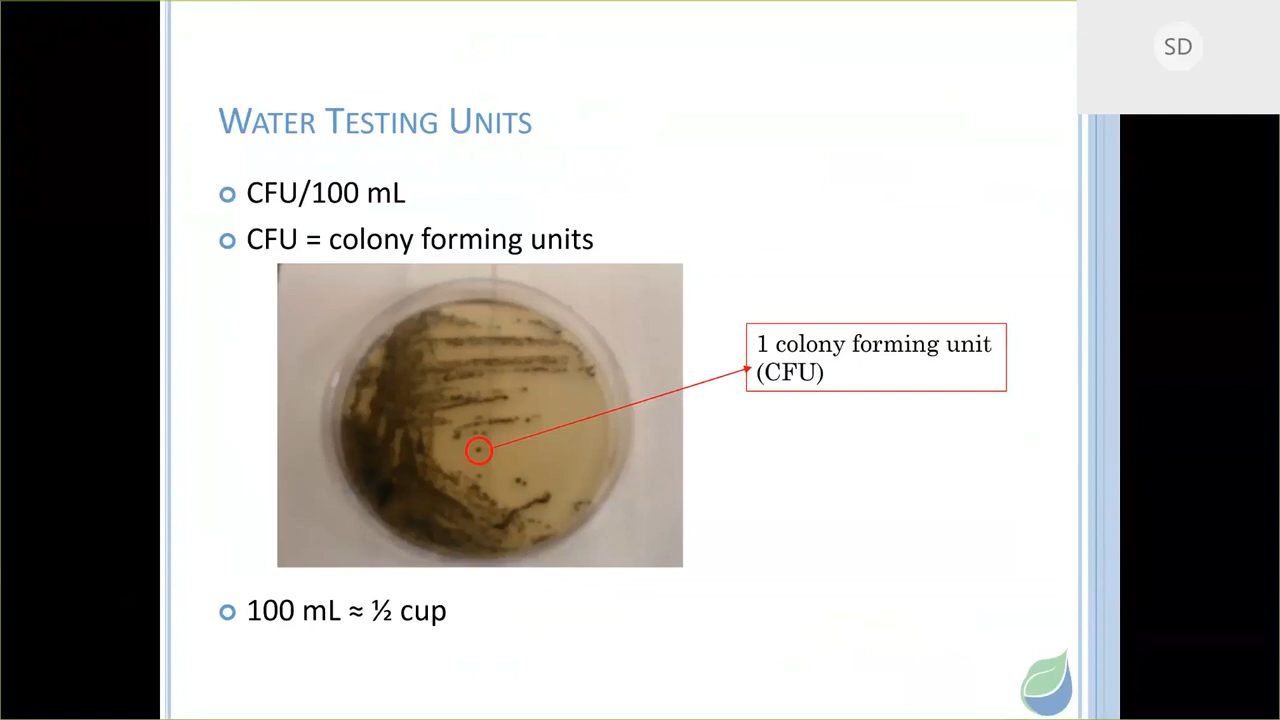 SD
WATER TESTING UNITS
CFU/100 mL
CFU = colony forming units
1 colony forming unit
(CFU)
100 mL ≈ ½ cup